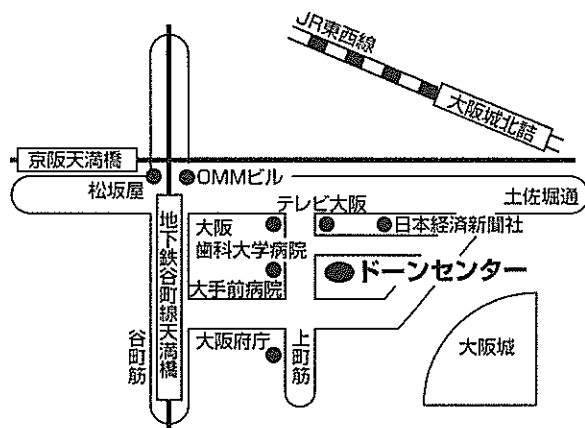 JR東西線
大阪城北詰
京阪天満橋
松坂屋
OMMビル
土佐堀通
テレビ大阪
大阪
歯科大学病院
日本経済新聞社
大手前病院
ドーンセンター
地下鉄谷町線天満橋
谷町筋
大阪府庁
上町筋
大阪城